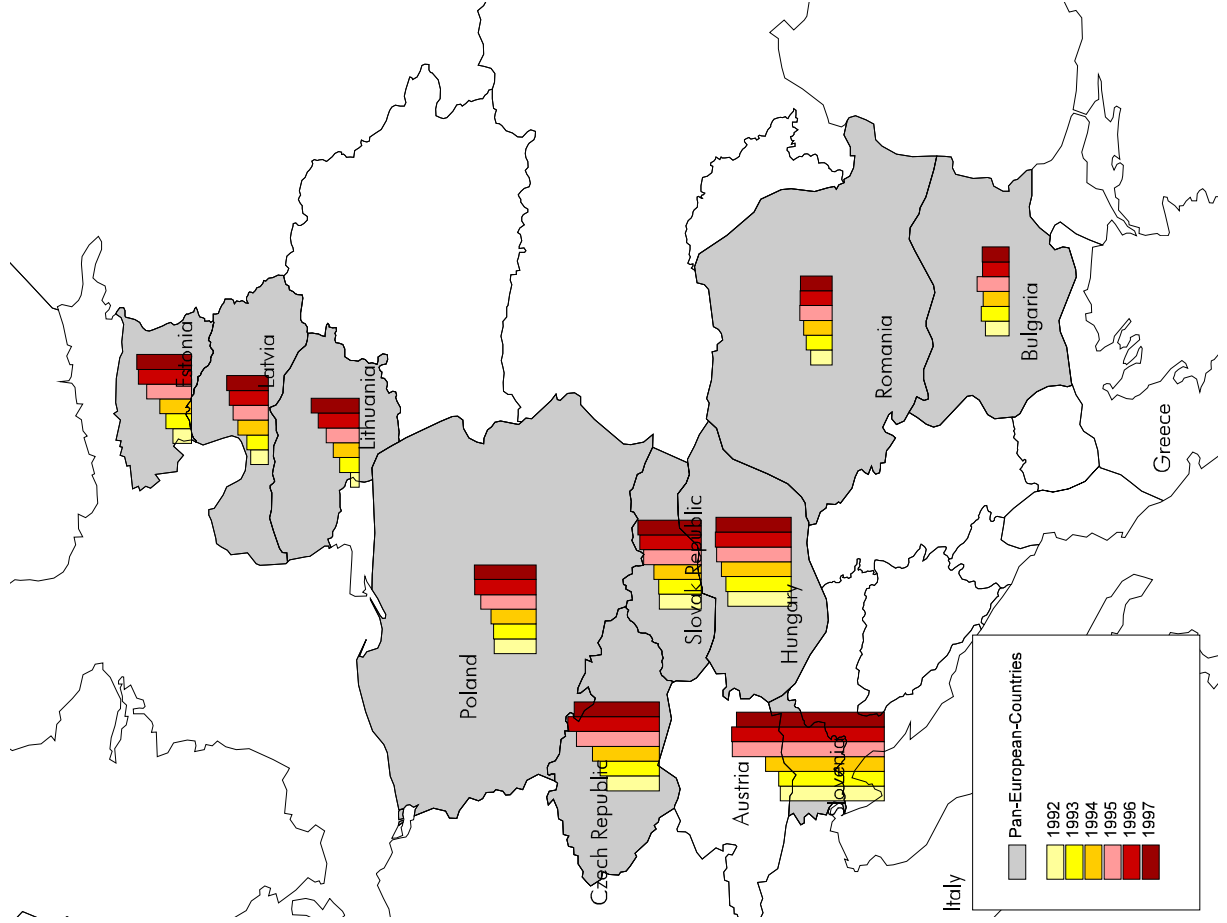 Estonia
Latvia
Lithuania
Poland
Czech Republic
Slovak Republic
Hungary
Austria
Slovenia
Romania
Bulgaria
Greece
Italy
Pan-European-Countries
1992
1993
1994
1995
1996
1997